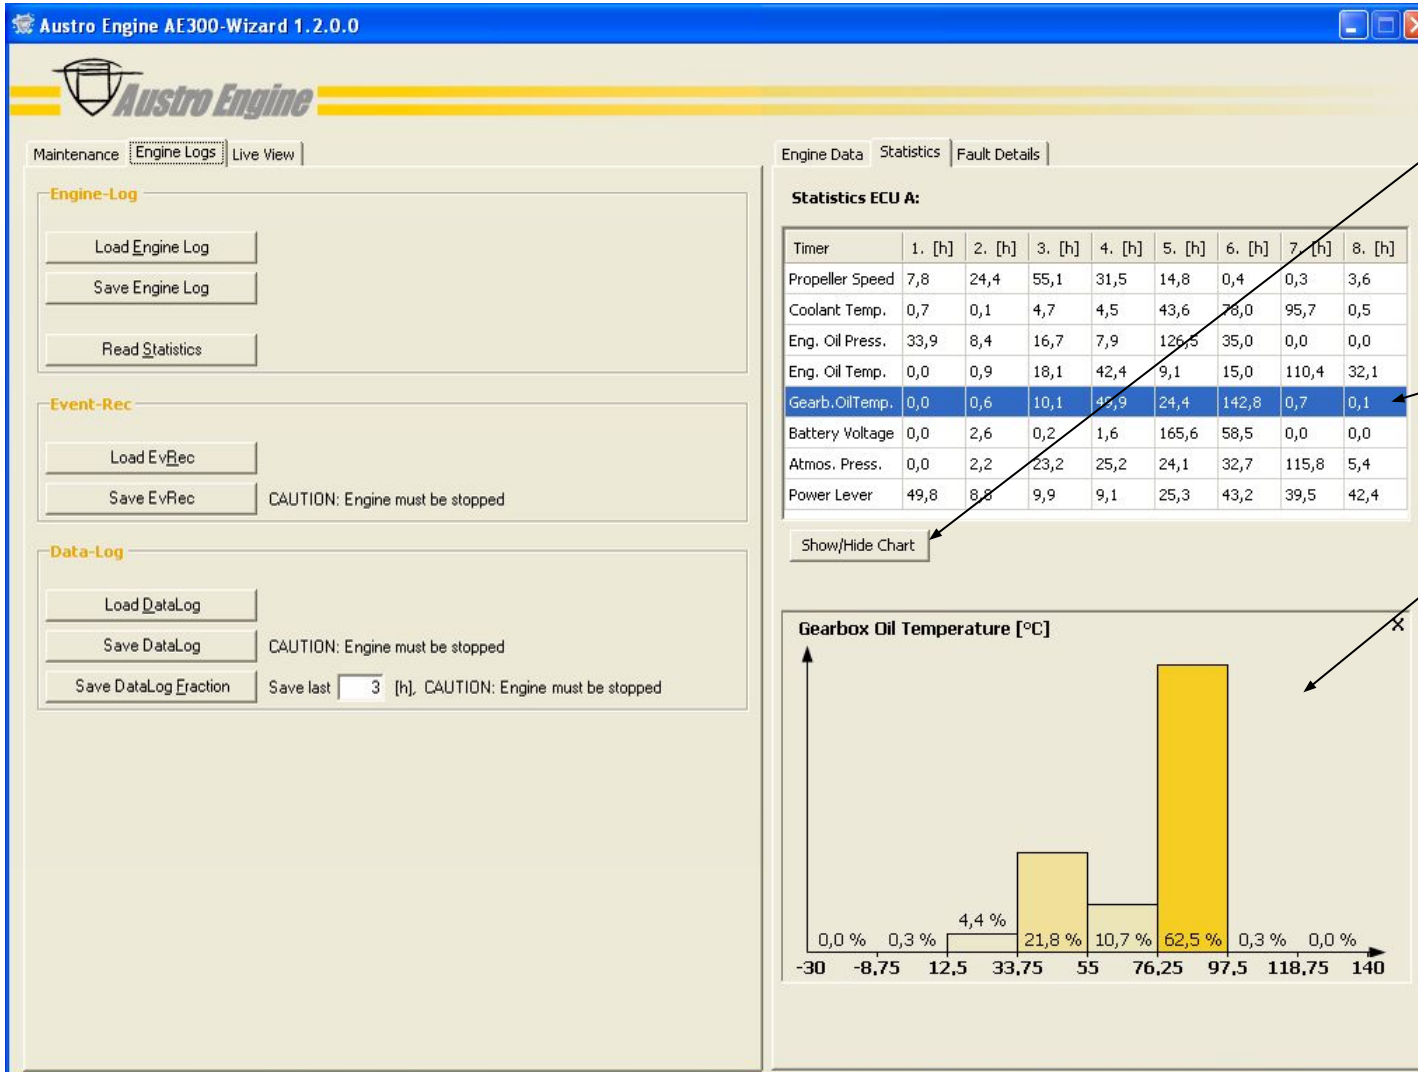 Austro Engine AE300-Wizard 1.2.0.0
Austro Engine
Maintenance Engine Logs Live View
Engine-Log
Load Engine Log
Save Engine Log
Read Statistics
Event-Rec
Load EvRec
Save EvRec CAUTION: Engine must be stopped
Data-Log
Load DataLog
Save DataLog CAUTION: Engine must be stopped
Save DataLog Fraction Save last 3 [h], CAUTION: Engine must be stopped
Engine Data Statistics Fault Details
Statistics ECU A:
Timer 1. [h] 2. [h] 3. [h] 4. [h] 5. [h] 6. [h] 7. [h] 8. [h]
Propeller Speed 7,8 24,4 55,1 31,5 14,8 0,4 0,3 3,6
Coolant Temp. 0,7 0,1 4,7 4,5 43,6 78,0 95,7 0,5
Eng. Oil Press. 33,9 8,4 16,7 7,9 126,5 35,0 0,0 0,0
Eng. Oil Temp. 0,0 0,9 18,1 42,4 9,1 15,0 110,4 32,1
Gearb.OilTemp. 0,0 0,6 10,1 49,9 24,4 142,8 0,7 0,1
Battery Voltage 0,0 2,6 0,2 1,6 165,6 58,5 0,0 0,0
Atmos. Press. 0,0 2,2 23,2 25,2 24,1 32,7 115,8 5,4
Power Lever 49,8 8,8 9,9 9,1 25,3 43,2 39,5 42,4
Show/Hide Chart
Gearbox Oil Temperature [°C] X
4,4 %
0,0 % 0,3 % 21,8 % 10,7 % 62,5 % 0,3 % 0,0 %
-30 -8,75 12,5 33,75 55 76,25 97,5 118,75 140